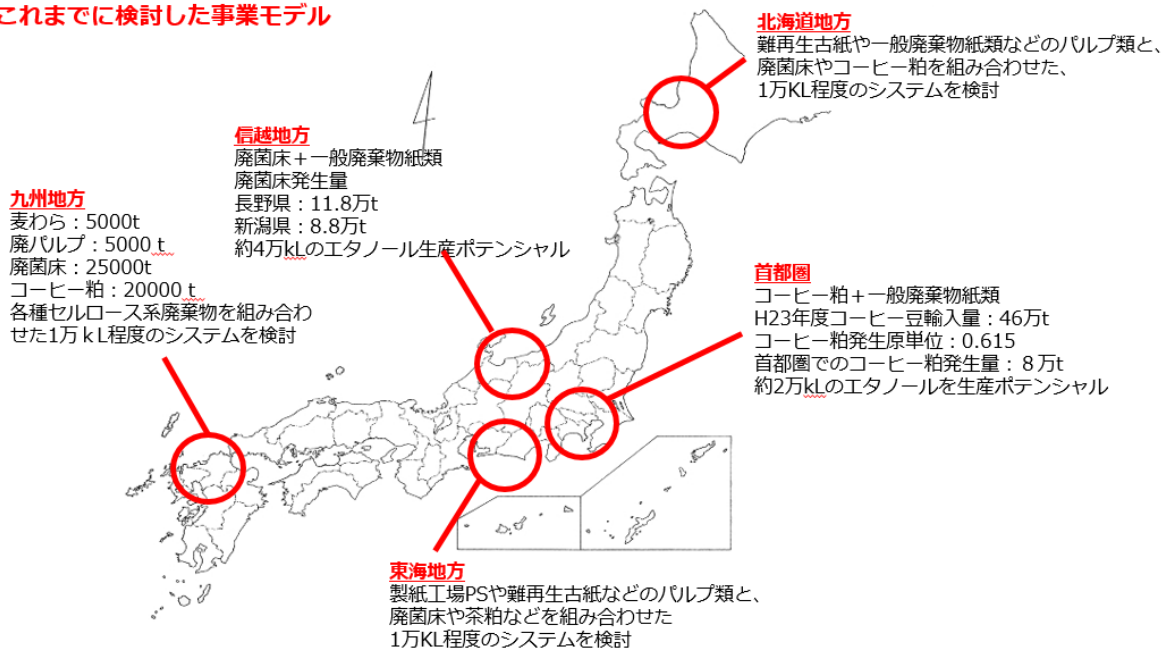 これまでに検討した事業モデル
北海道地方
難再生古紙や一般廃棄物紙類などのパルプ類と、
廃菌床やコーヒー粕を組み合わせた、
1万KL程度のシステムを検討
信越地方
廃菌床＋一般廃棄物紙類
廃菌床発生量
長野県：11.8万t
新潟県：8.8万t
約4万kLのエタノール生産ポテンシャル
九州地方
麦わら：5000t
廃パルプ：5000ｔ
廃菌床：25000t
コーヒー粕：20000ｔ
各種セルロース系廃棄物を組み合わ
せた1万ｋL程度のシステムを検討
首都圏
コーヒー粕＋一般廃棄物紙類
H23年度コーヒー豆輸入量：46万t
コーヒー粕発生原単位：0.615
首都圏でのコーヒー粕発生量：８万t
約2万kLのエタノールを生産ポテンシャル
東海地方
製紙工場PSや難再生古紙などのパルプ類と、
廃菌床や茶粕などを組み合わせた
1万KL程度のシステムを検討